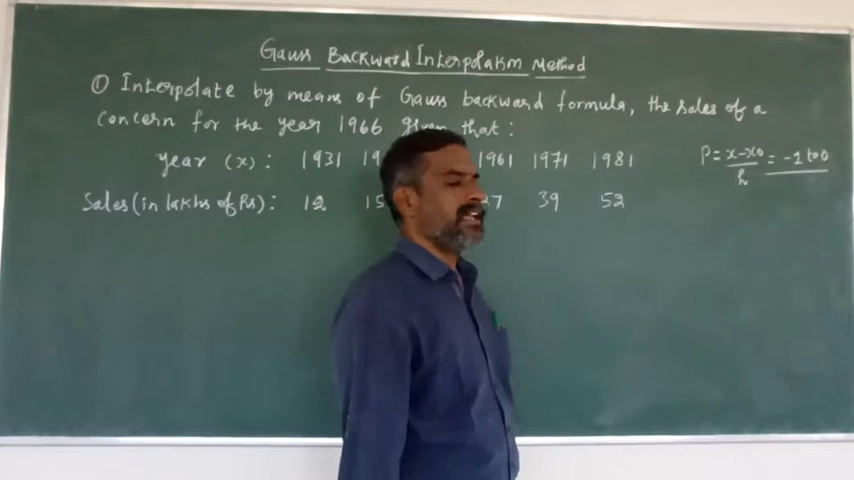 Gauss Backward Interpolation Method
① Interpolate by means of Gauss backward formula, the sales of a
concern for the year 1966 given that :
year (x) : 1931 1961 1971 1981
P = x-x0/h = -1 to 0
Sales (in lakhs of Rs) : 12 15 39 52